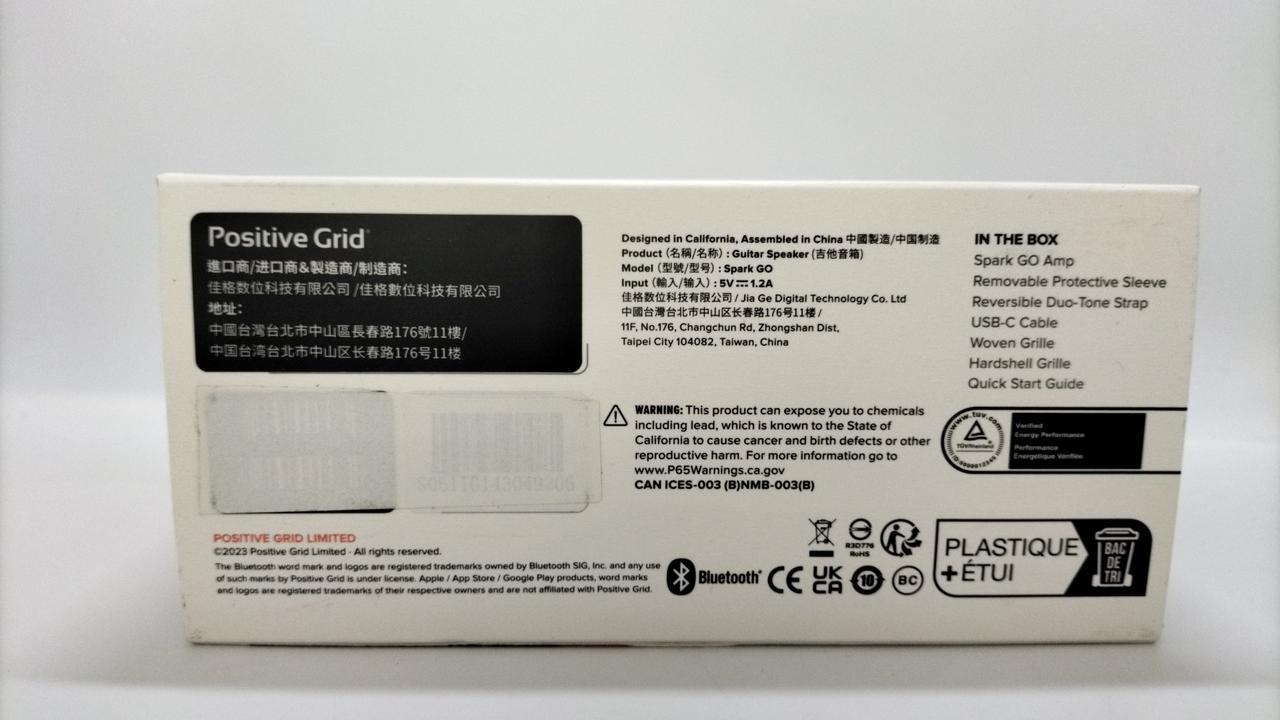 Positive Grid
進口商/进口商&製造商/制造商:
佳格数位科技有限公司 /佳格數位科技有限公司
地址:
中國台灣台北市中山區長春路176號11樓/
中国台湾台北市中山区长春路176号11楼
Designed in California, Assembled in China 中國製造/中国制造
Product (名稱/名称) : Guitar Speaker (吉他音箱)
Model (型號/型号) : Spark GO
Input (輸入/输入) : 5V 1.2A
佳格数位科技有限公司 / Jia Ge Digital Technology Co. Ltd
中國台灣台北市中山区长春路176号11楼 /
11F, No.176, Changchun Rd, Zhongshan Dist,
Taipei City 104082, Taiwan, China
IN THE BOX
Spark GO Amp
Removable Protective Sleeve
Reversible Duo-Tone Strap
USB-C Cable
Woven Grille
Hardshell Grille
Quick Start Guide
WARNING: This product can expose you to chemicals
including lead, which is known to the State of
California to cause cancer and birth defects or other
reproductive harm. For more information go to
www.P65Warnings.ca.gov
CAN ICES-003 (B)NMB-003(B)
www.tuv.com
TÜVRheinland
Verified
Energy Performance
Performance
Energétique Vérifiée
POSITIVE GRID LIMITED
©2023 Positive Grid Limited · All rights reserved.
The Bluetooth word mark and logos are registered trademarks owned by Bluetooth SIG, Inc. and any use
of such marks by Positive Grid is under license. Apple / App Store / Google Play products, word marks
and logos are registered trademarks of their respective owners and are not affiliated with Positive Grid.
R3D776
RoHS
Bluetooth®
CE
UK
CA
10
BC
PLASTIQUE
+ÉTUI
BAC
DE
TRI